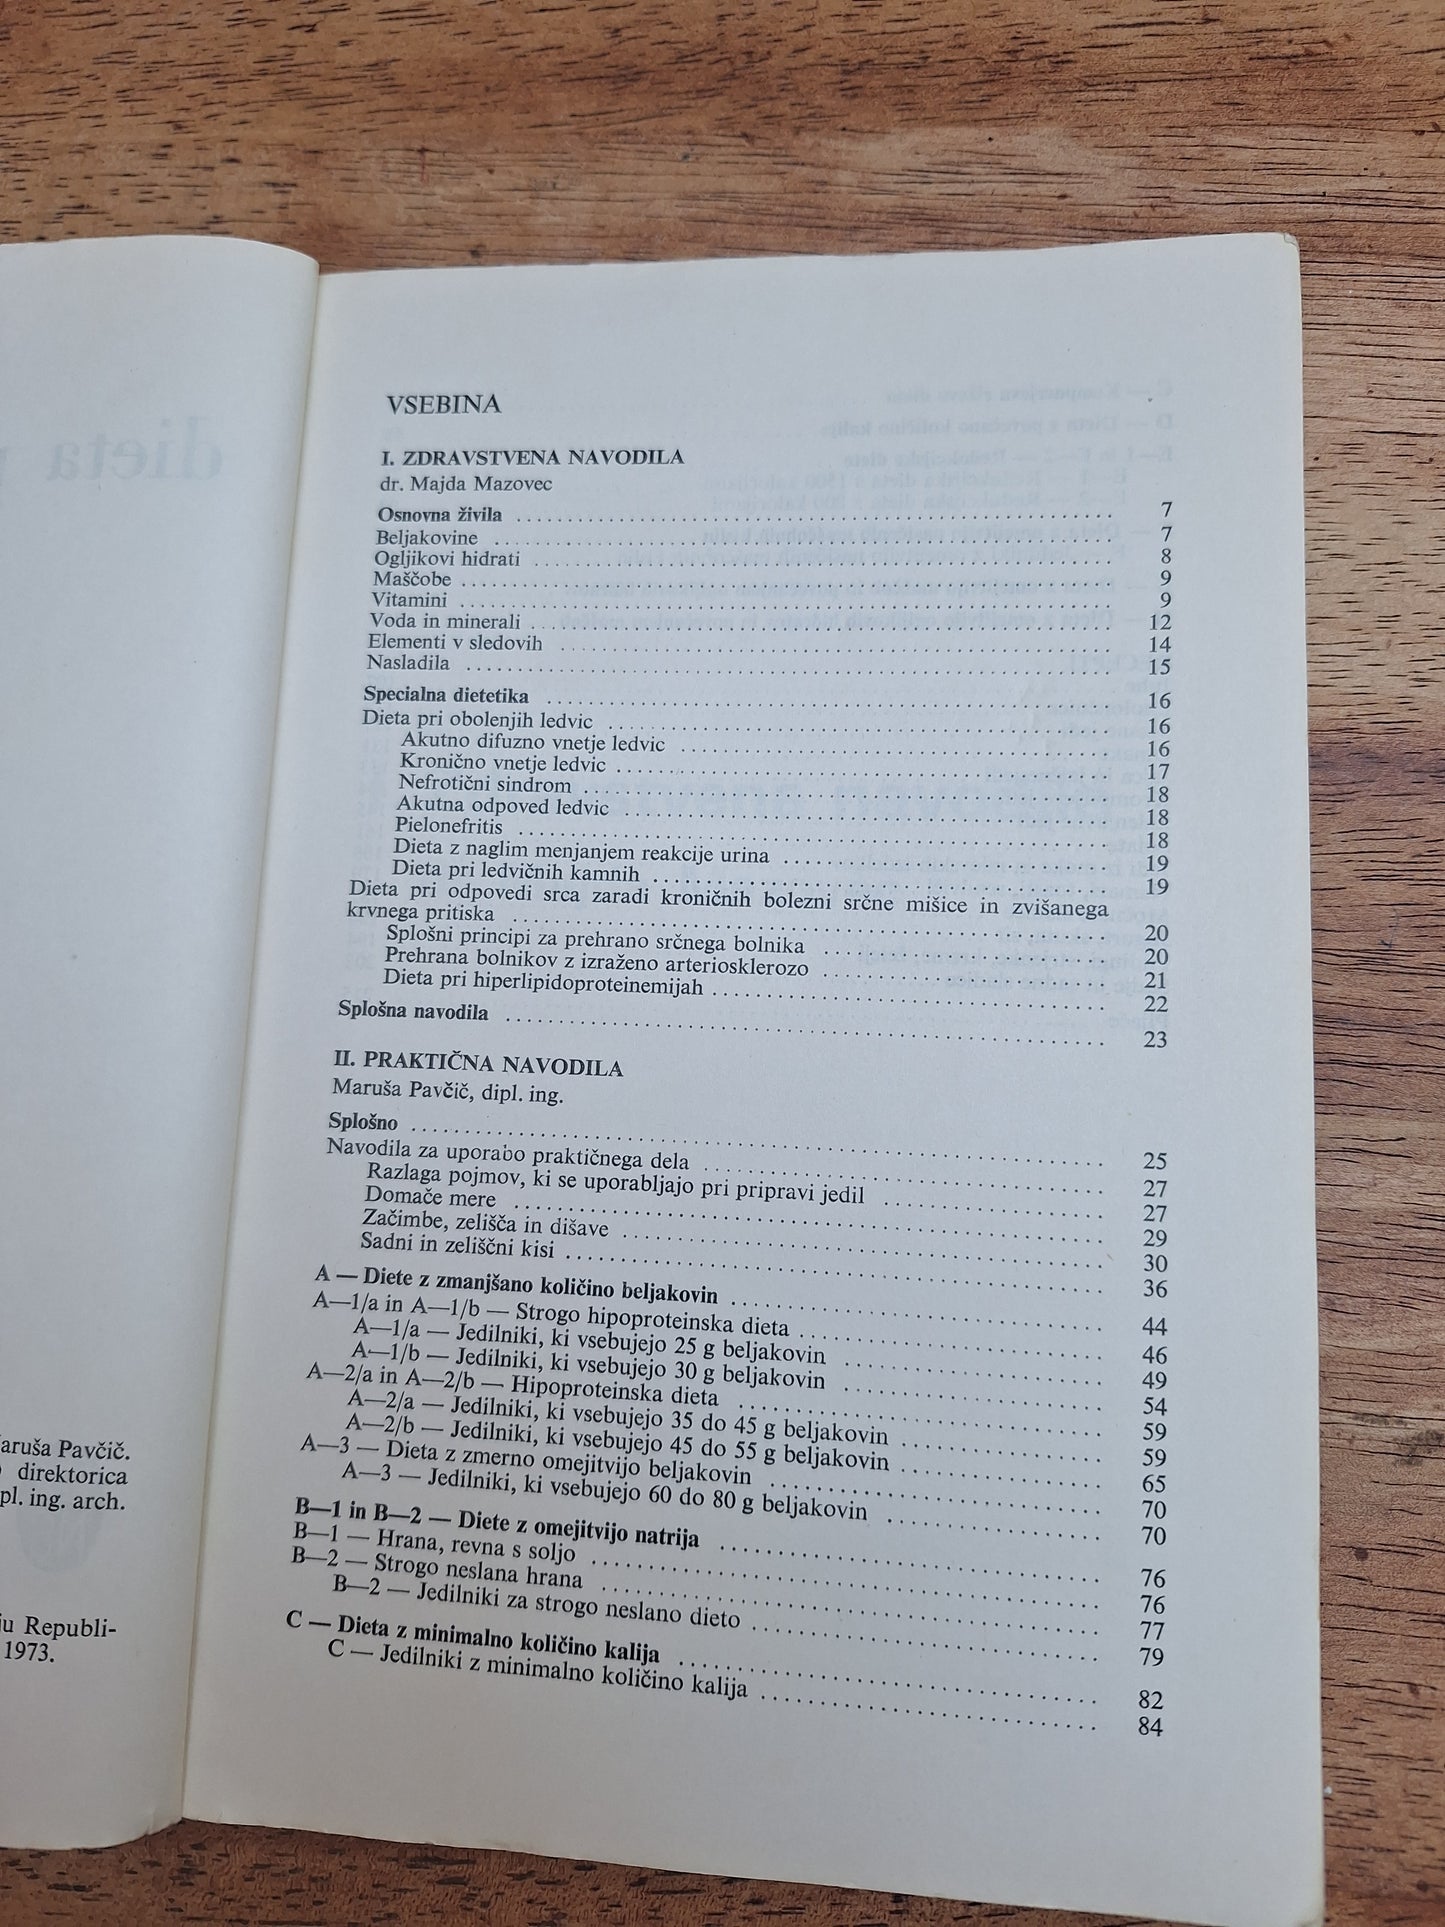 dieta
aruša Pavčič.
direktorica
pl. ing. arch.
u Republi-
1973.
VSEBINA
I. ZDRAVSTVENA NAVODILA
dr. Majda Mazovec
Osnovna živila . . . . . 7
Beljakovine . . . . . 7
Ogljikovi hidrati . . . . . 8
Maščobe . . . . . 9
Vitamini . . . . . 9
Voda in minerali . . . . . 12
Elementi v sledovih . . . . . 14
Nasladila . . . . . 15
Specialna dietetika . . . . . 16
Dieta pri obolenjih ledvic . . . . . 16
Akutno difuzno vnetje ledvic . . . . . 16
Kronično vnetje ledvic . . . . . 17
Nefrotični sindrom . . . . . 18
Akutna odpoved ledvic . . . . . 18
Pielonefritis . . . . . 18
Dieta z naglim menjanjem reakcije urina . . . . . 19
Dieta pri ledvičnih kamnih . . . . . 19
Dieta pri odpovedi srca zaradi kroničnih bolezni srčne mišice in zvišanega
krvnega pritiska . . . . . 20
Splošni principi za prehrano srčnega bolnika . . . . . 20
Prehrana bolnikov z izraženo arteriosklerozo . . . . . 21
Dieta pri hiperlipidoproteinemijah . . . . . 22
Splošna navodila . . . . . 23
II. PRAKTIČNA NAVODILA
Maruša Pavčič, dipl. ing.
Splošno . . . . . 25
Navodila za uporabo praktičnega dela . . . . . 27
Razlaga pojmov, ki se uporabljajo pri pripravi jedil . . . . . 27
Domače mere . . . . . 29
Začimbe, zelišča in dišave . . . . . 30
Sadni in zeliščni kisi . . . . . 36
A — Diete z zmanjšano količino beljakovin . . . . . 44
A—1/a in A—1/b — Strogo hipoproteinska dieta . . . . . 46
A—1/a — Jedilniki, ki vsebujejo 25 g beljakovin . . . . . 49
A—1/b — Jedilniki, ki vsebujejo 30 g beljakovin . . . . . 54
A—2/a in A—2/b — Hipoproteinska dieta . . . . . 59
A—2/a — Jedilniki, ki vsebujejo 35 do 45 g beljakovin . . . . . 59
A—2/b — Jedilniki, ki vsebujejo 45 do 55 g beljakovin . . . . . 65
A—3 — Dieta z zmerno omejitvijo beljakovin . . . . . 70
A—3 — Jedilniki, ki vsebujejo 60 do 80 g beljakovin . . . . . 70
B—1 in B—2 — Diete z omejitvijo natrija . . . . . 76
B—1 — Hrana, revna s soljo . . . . . 76
B—2 — Strogo neslana hrana . . . . . 77
B—2 — Jedilniki za strogo neslano dieto . . . . . 79
C — Dieta z minimalno količino kalija . . . . . 82
C — Jedilniki z minimalno količino kalija . . . . . 84